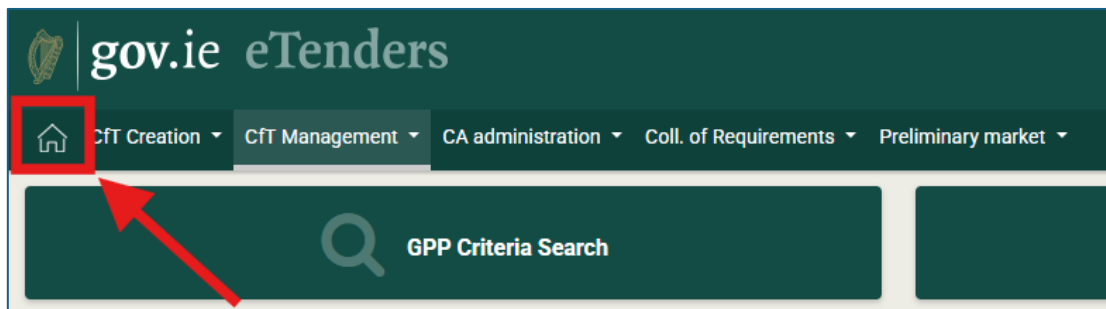 gov.ie eTenders
CfT Creation CfT Management CA administration Coll. of Requirements Preliminary market
GPP Criteria Search